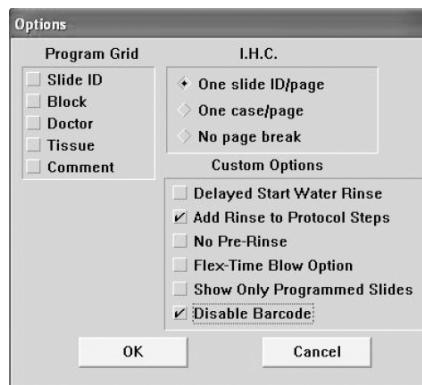 Options
Program Grid
Slide ID
Block
Doctor
Tissue
Comment
I.H.C.
One slide ID/page
One case/page
No page break
Custom Options
Delayed Start Water Rinse
Add Rinse to Protocol Steps
No Pre-Rinse
Flex-Time Blow Option
Show Only Programmed Slides
Disable Barcode
OK
Cancel